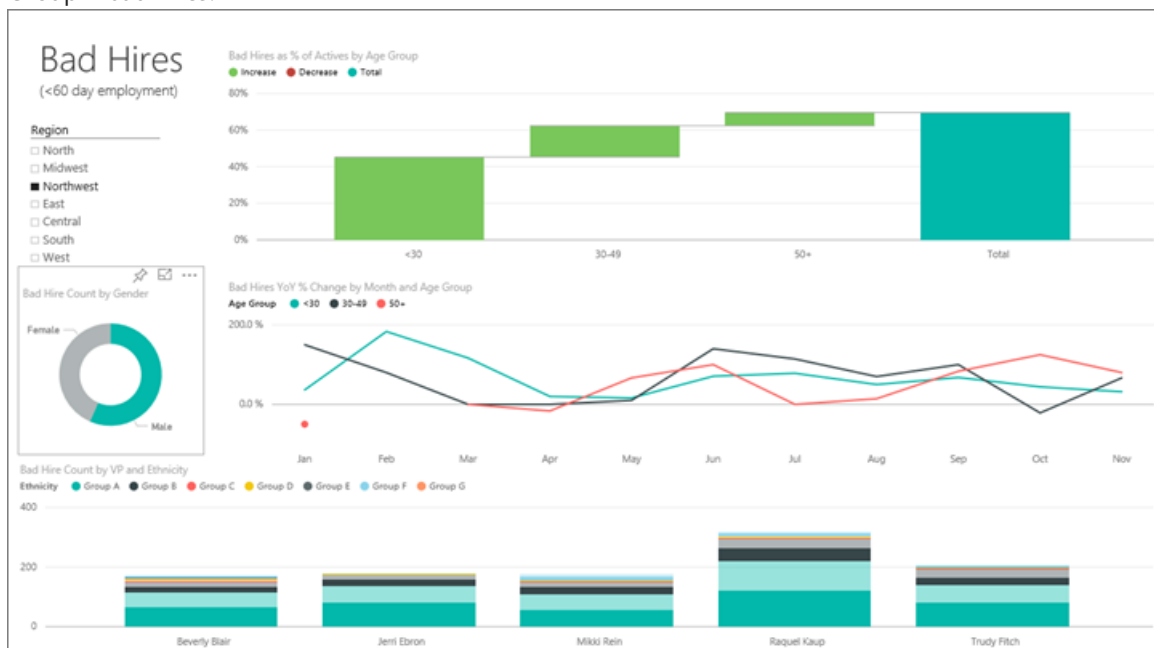 Bad Hires
(<60 day employment)
Region
North
Midwest
Northwest
East
Central
South
West
Bad Hires as % of Actives by Age Group
Increase Decrease Total
80%
60%
40%
20%
0%
<30 30-49 50+ Total
Bad Hire Count by Gender
Female
Male
Bad Hires YoY % Change by Month and Age Group
Age Group <30 30-49 50+
200.0 %
0.0 %
Jan Feb Mar Apr May Jun Jul Aug Sep Oct Nov
Bad Hire Count by VP and Ethnicity
Ethnicity Group A Group B Group C Group D Group E Group F Group G
400
200
0
Beverly Blair Jerri Ebron Mikki Rein Raquel Kaup Trudy Fitch